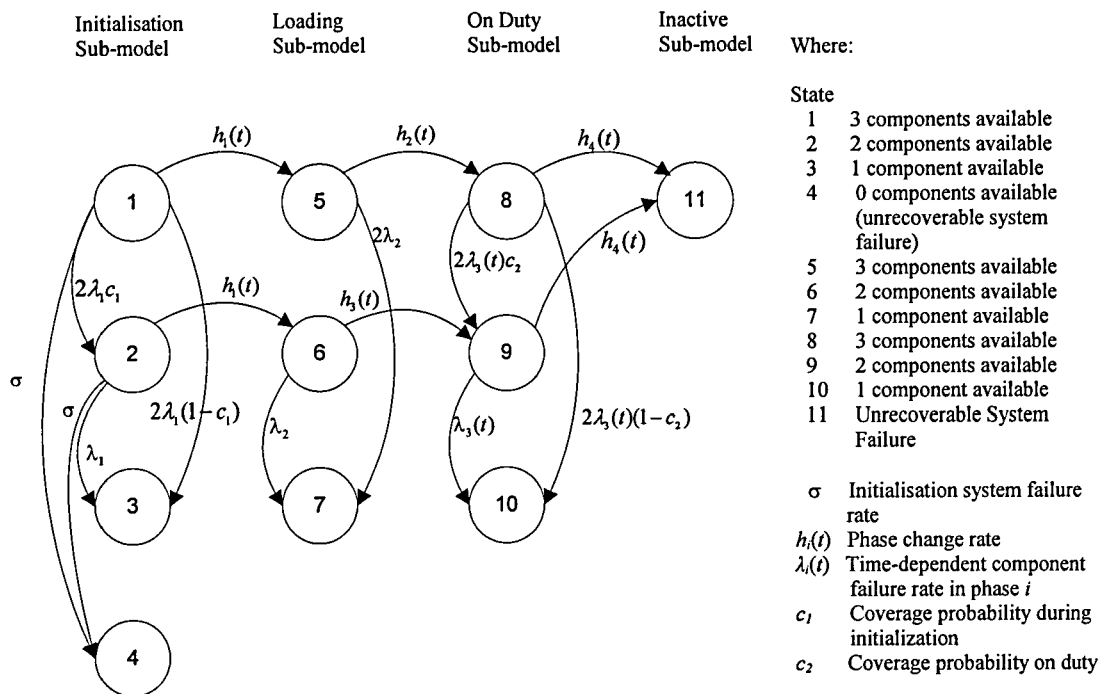 Initialisation
Sub-model
Loading
Sub-model
On Duty
Sub-model
Inactive
Sub-model
Where:
State
1 3 components available
2 2 components available
3 1 component available
4 0 components available
(unrecoverable system
failure)
5 3 components available
6 2 components available
7 1 component available
8 3 components available
9 2 components available
10 1 component available
11 Unrecoverable System
Failure
σ Initialisation system failure
rate
hᵢ(t) Phase change rate
λᵢ(t) Time-dependent component
failure rate in phase i
c₁ Coverage probability during
initialization
c₂ Coverage probability on duty
h₁(t)
h₂(t)
h₄(t)
1
5
8
11
2λ₂
h₄(t)
2λ₁c₁
h₁(t)
h₃(t)
2λ₃(t)c₂
2
6
9
σ
σ
2λ₁(1−c₁)
λ₁
λ₂
λ₃(t)
2λ₃(t)(1−c₂)
3
7
10
4